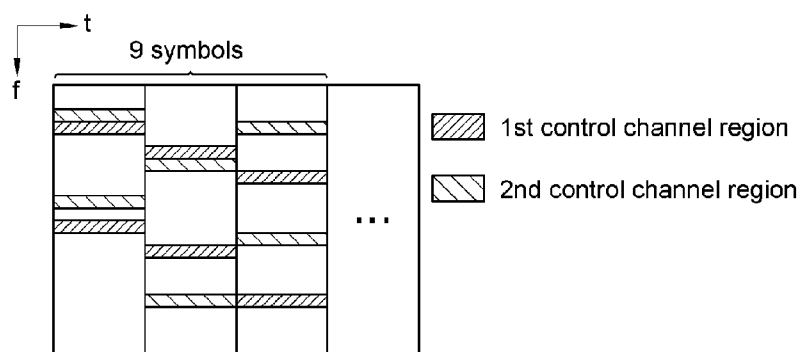 t
9 symbols
f
1st control channel region
2nd control channel region
...